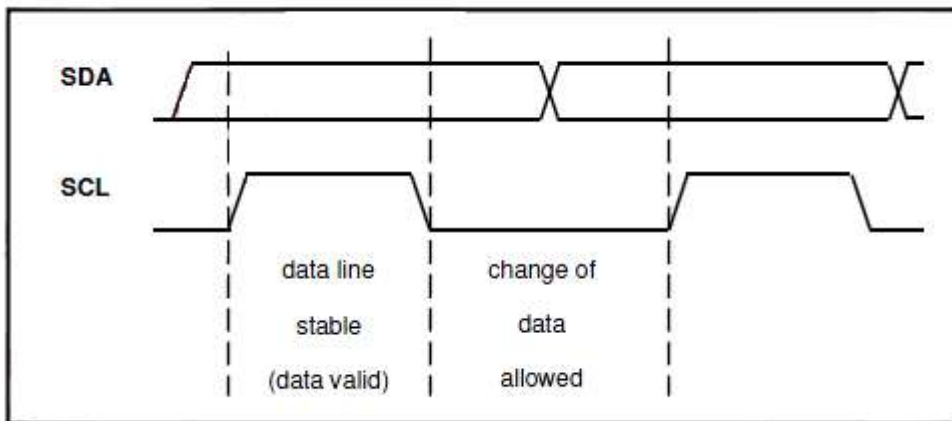 SDA
SCL
data line
stable
(data valid)
change of
data
allowed